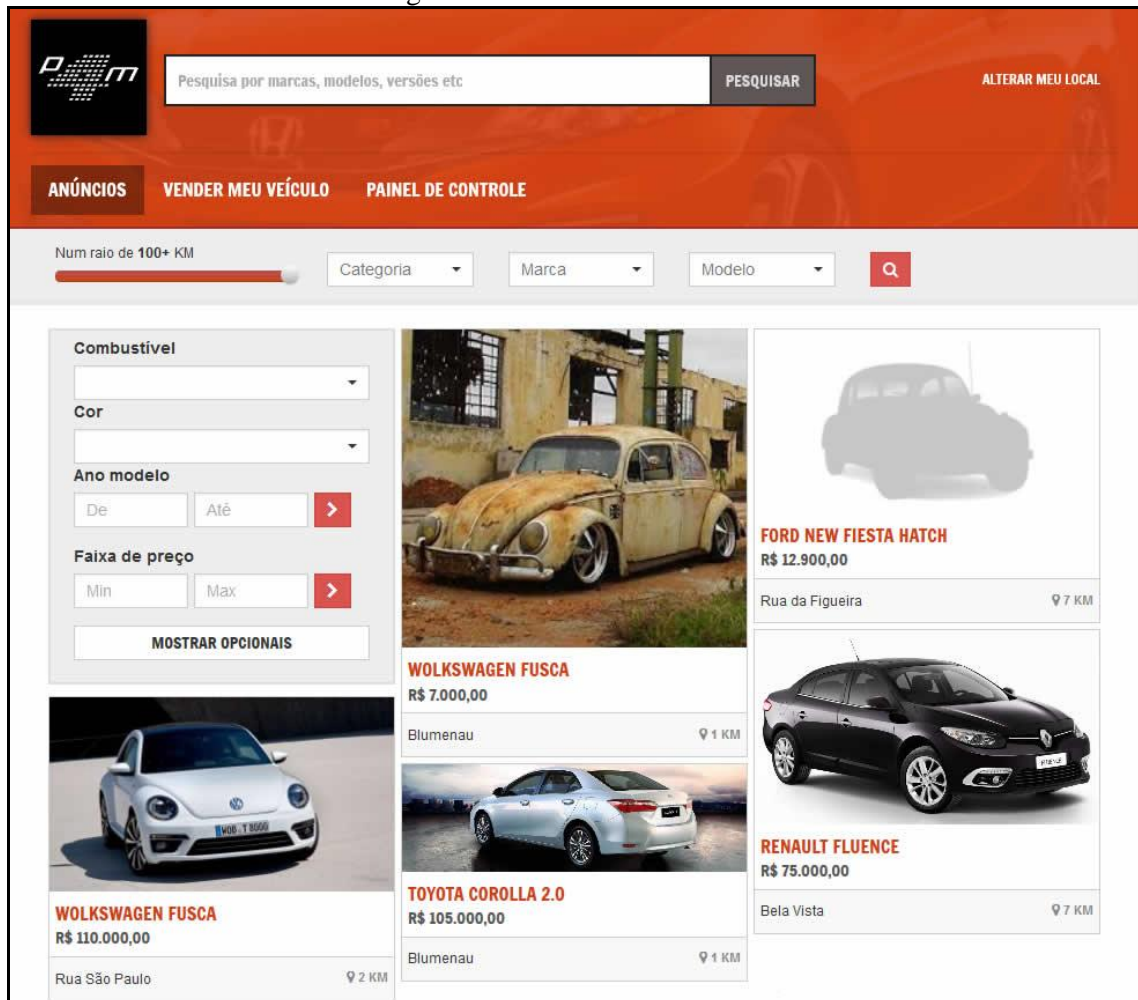 P m
Pesquisa por marcas, modelos, versões etc
PESQUISAR
ALTERAR MEU LOCAL
ANÚNCIOS
VENDER MEU VEÍCULO
PAINEL DE CONTROLE
Num raio de 100+ KM
Categoria
Marca
Modelo
Combustível
Cor
Ano modelo
De
Até
Faixa de preço
Min
Max
MOSTRAR OPCIONAIS
WOLKSWAGEN FUSCA
R$ 110.000,00
Rua São Paulo
2 KM
WOLKSWAGEN FUSCA
R$ 7.000,00
Blumenau
1 KM
TOYOTA COROLLA 2.0
R$ 105.000,00
Blumenau
1 KM
FORD NEW FIESTA HATCH
R$ 12.900,00
Rua da Figueira
7 KM
RENAULT FLUENCE
R$ 75.000,00
Bela Vista
7 KM